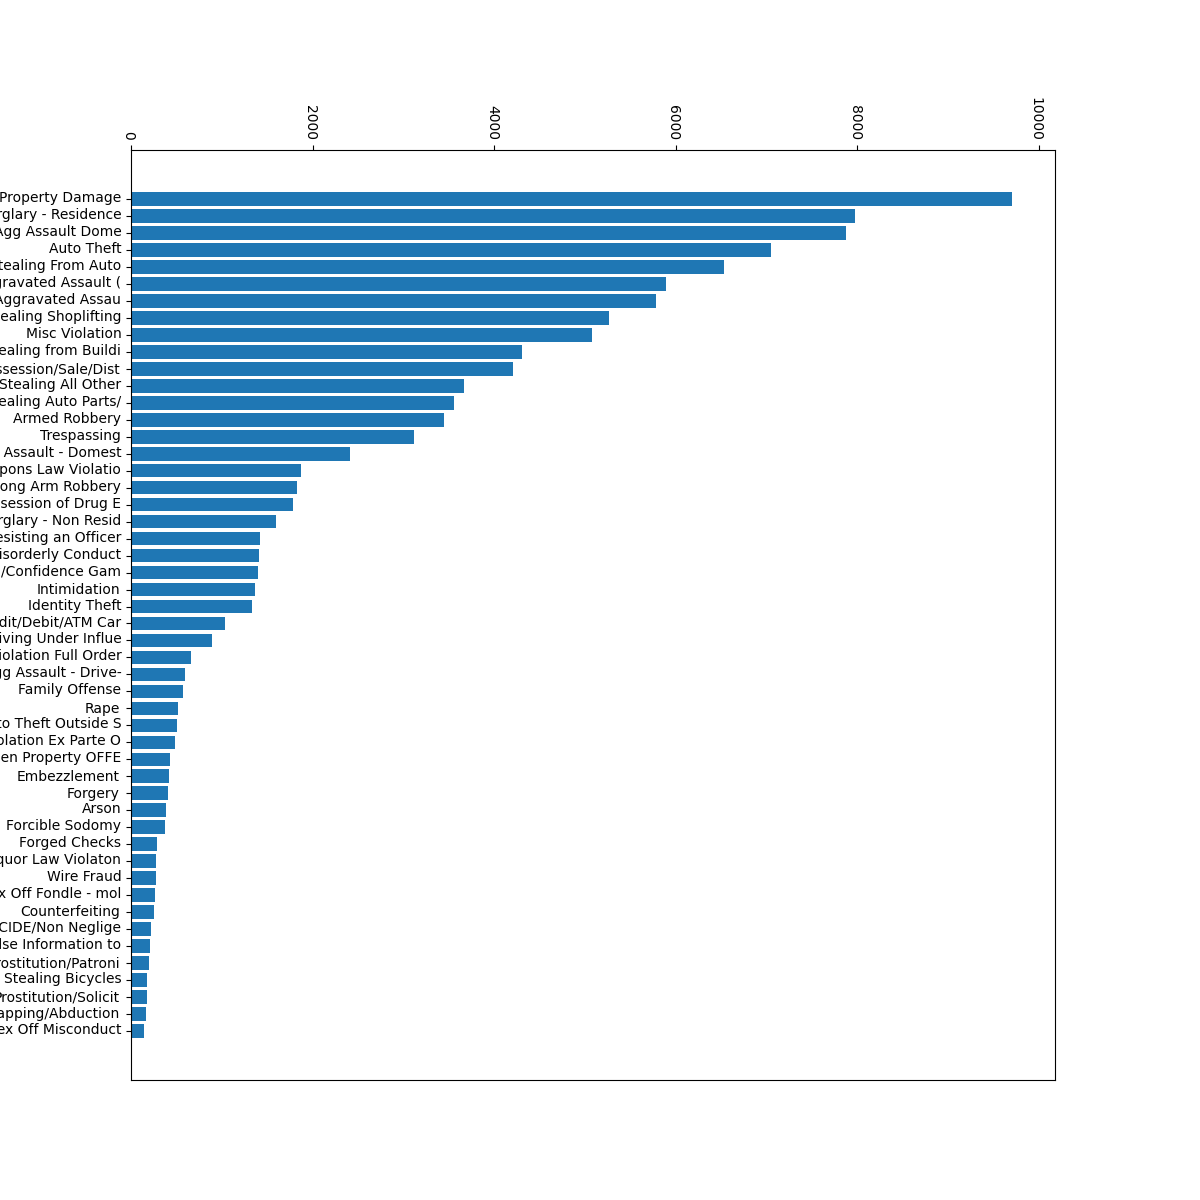 0
2000
4000
6000
8000
10000
Property Damage
rglary - Residence
Agg Assault Dome
Auto Theft
tealing From Auto
gravated Assault (
Aggravated Assau
ealing Shoplifting
Misc Violation
ealing from Buildi
ssession/Sale/Dist
Stealing All Other
ealing Auto Parts/
Armed Robbery
Trespassing
Assault - Domest
pons Law Violatio
ong Arm Robbery
session of Drug E
rglary - Non Resid
esisting an Officer
isorderly Conduct
/Confidence Gam
Intimidation
Identity Theft
dit/Debit/ATM Car
iving Under Influe
iolation Full Order
gg Assault - Drive-
Family Offense
Rape
to Theft Outside S
olation Ex Parte O
en Property OFFE
Embezzlement
Forgery
Arson
Forcible Sodomy
Forged Checks
quor Law Violaton
Wire Fraud
x Off Fondle - mol
Counterfeiting
CIDE/Non Neglige
lse Information to
rostitution/Patroni
Stealing Bicycles
Prostitution/Solicit
apping/Abduction
ex Off Misconduct